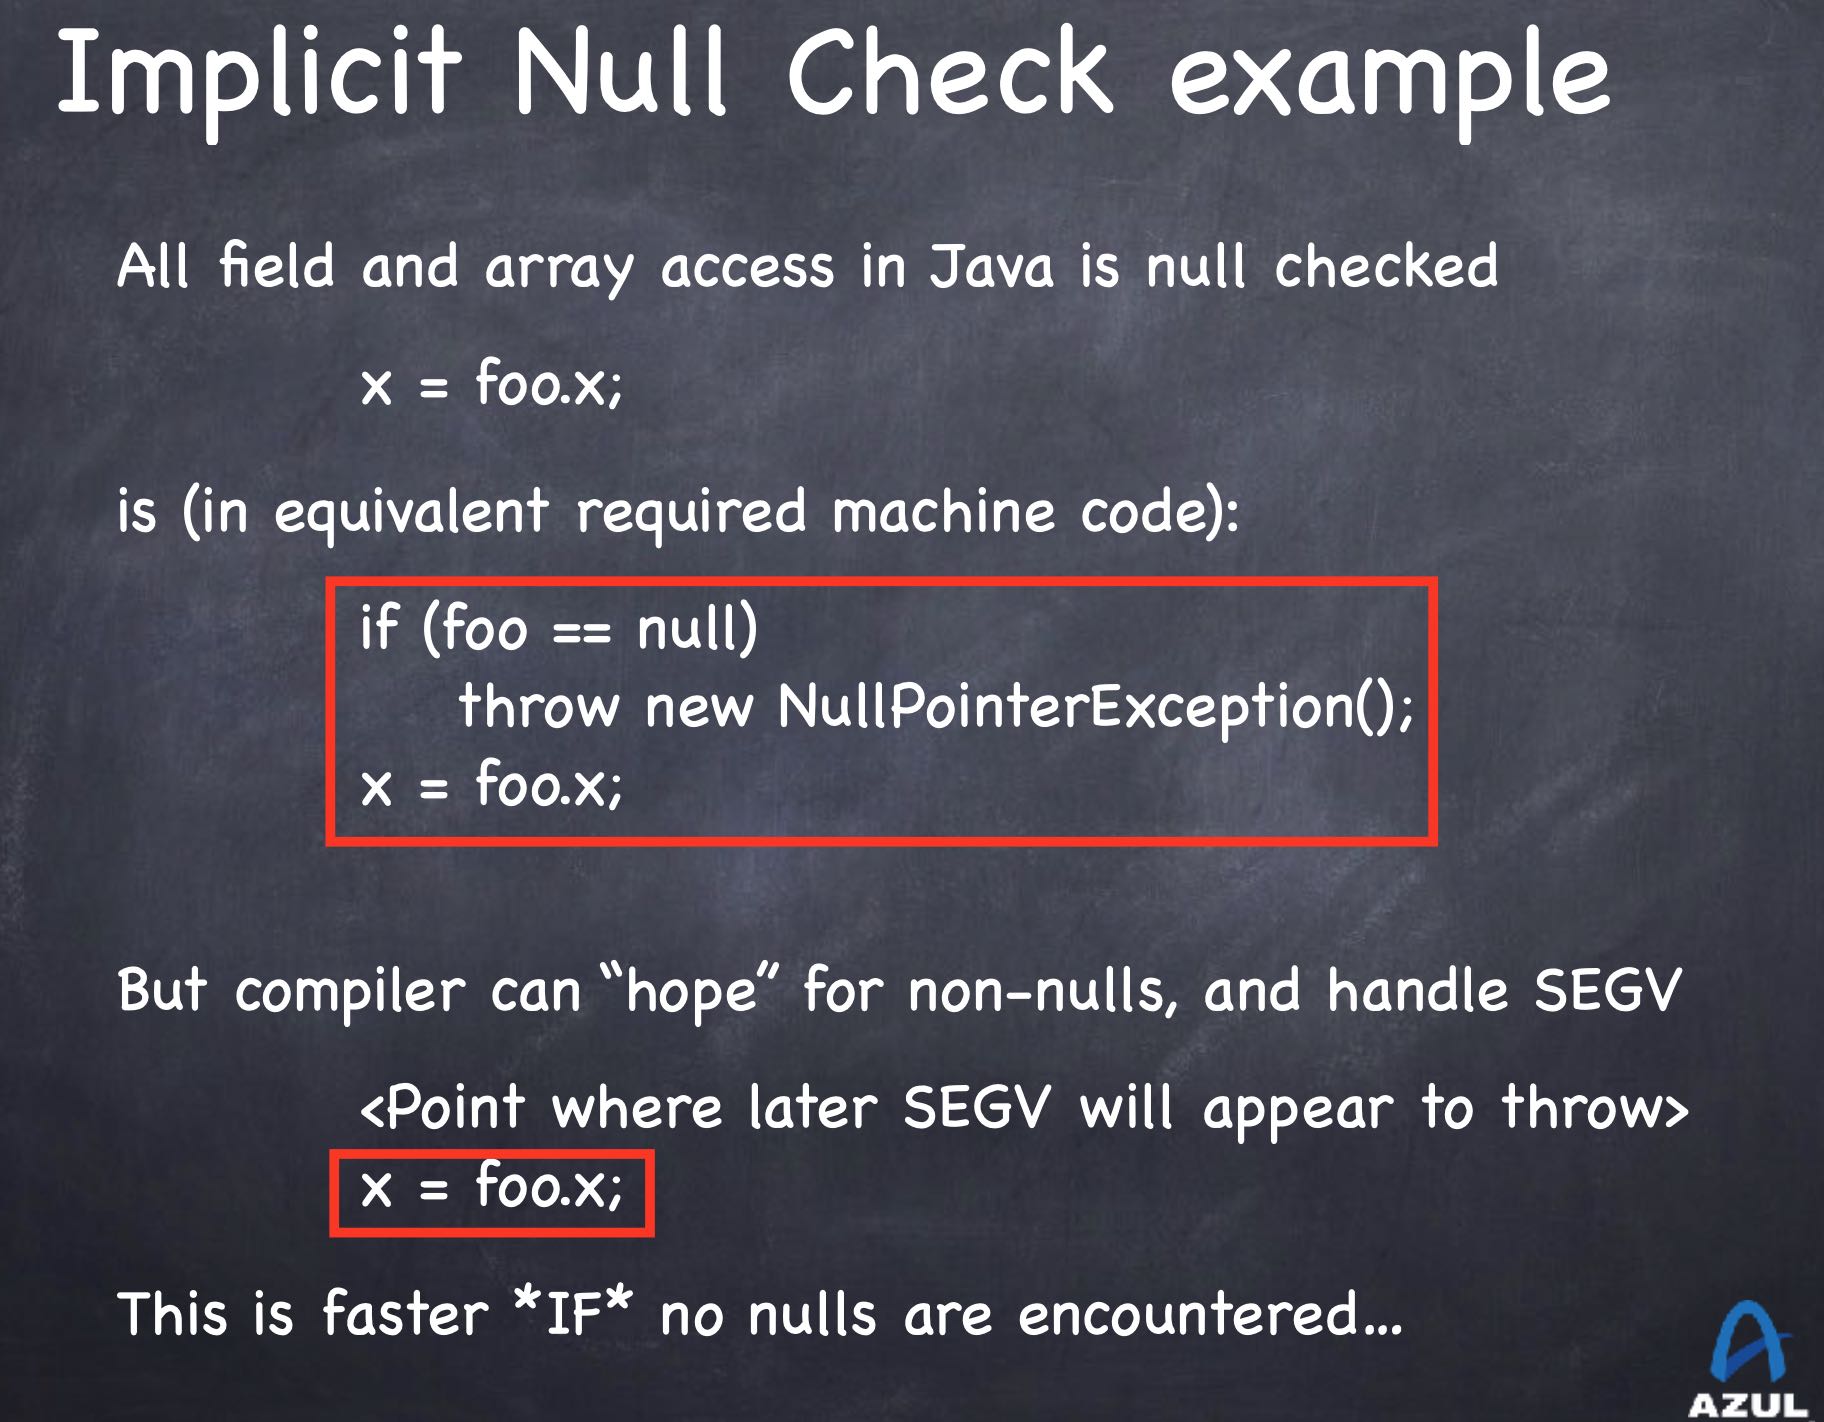 Implicit Null Check example
All field and array access in Java is null checked
x = foo.x;
is (in equivalent required machine code):
if (foo == null)
throw new NullPointerException();
x = foo.x;
But compiler can “hope” for non-nulls, and handle SEGV
<Point where later SEGV will appear to throw>
x = foo.x;
This is faster *IF* no nulls are encountered...
AZUL